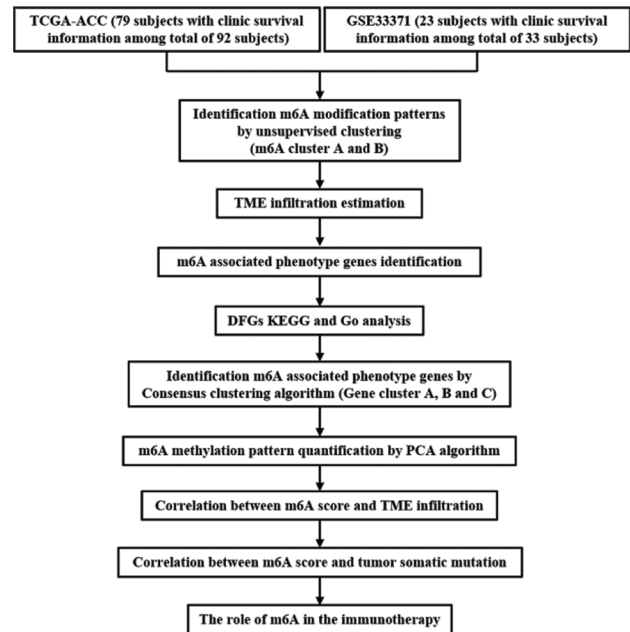 TCGA-ACC (79 subjects with clinic survival
information among total of 92 subjects)
GSE33371 (23 subjects with clinic survival
information among total of 33 subjects)
Identification m6A modification patterns
by unsupervised clustering
(m6A cluster A and B)
TME infiltration estimation
m6A associated phenotype genes identification
DFGs KEGG and Go analysis
Identification m6A associated phenotype genes by
Consensus clustering algorithm (Gene cluster A, B and C)
m6A methylation pattern quantification by PCA algorithm
Correlation between m6A score and TME infiltration
Correlation between m6A score and tumor somatic mutation
The role of m6A in the immunotherapy